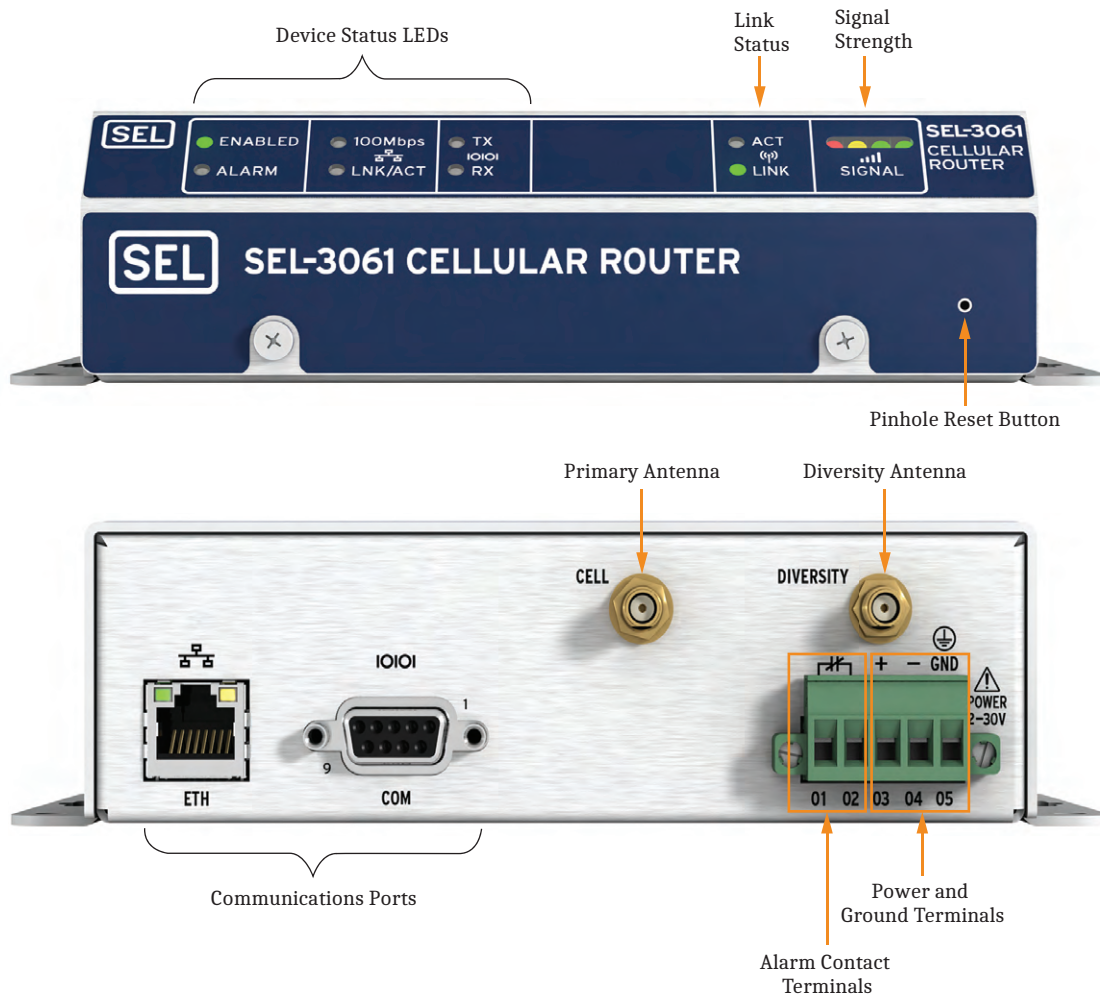 Device Status LEDs
Link
Status
Signal
Strength
SEL
ENABLED
ALARM
100Mbps
LNK/ACT
TX
IOIOI
RX
ACT
LINK
SIGNAL
SEL-3061
CELLULAR
ROUTER
SEL
SEL-3061 CELLULAR ROUTER
Pinhole Reset Button
Primary Antenna
Diversity Antenna
CELL
DIVERSITY
IOIOI
+ − GND
POWER
2–30V
1
9
ETH
COM
01 02 03 04 05
Communications Ports
Power and
Ground Terminals
Alarm Contact
Terminals